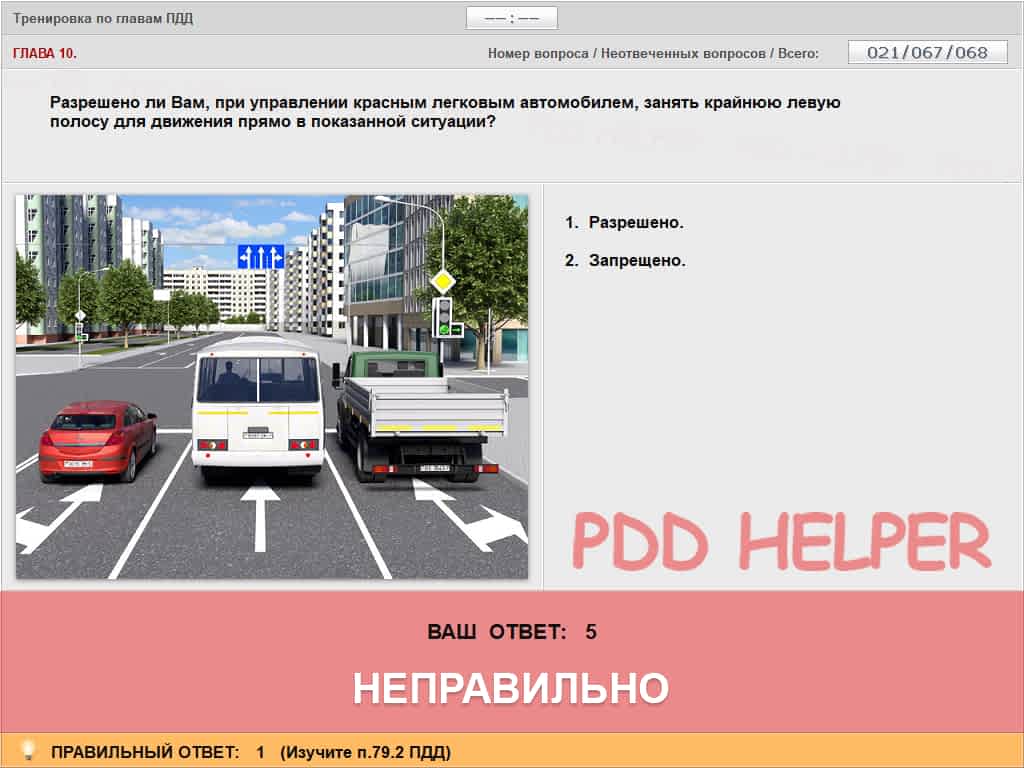 Тренировка по главам ПДД
—— : ——
ГЛАВА 10.
Номер вопроса / Неотвеченных вопросов / Всего:
021/067/068
Разрешено ли Вам, при управлении красным легковым автомобилем, занять крайнюю левую
полосу для движения прямо в показанной ситуации?
1. Разрешено.
2. Запрещено.
PDD HELPER
ВАШ ОТВЕТ: 5
НЕПРАВИЛЬНО
ПРАВИЛЬНЫЙ ОТВЕТ: 1 (Изучите п.79.2 ПДД)